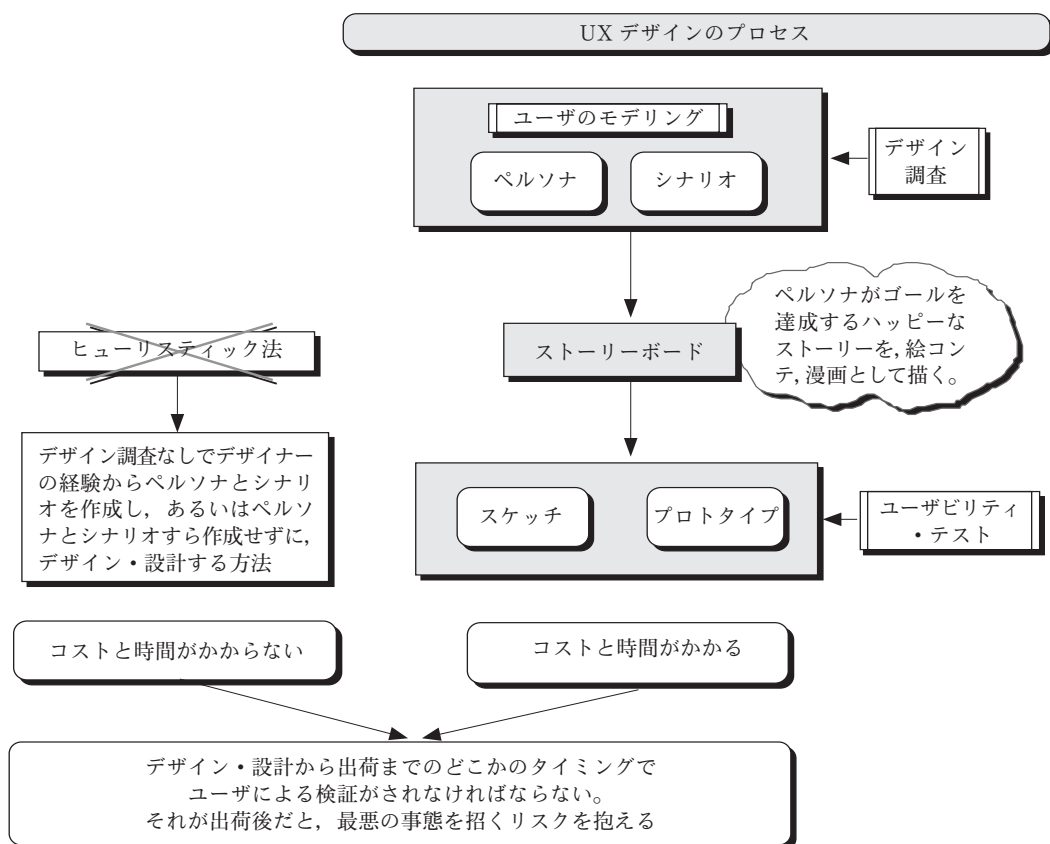 UX デザインのプロセス
ユーザのモデリング
ペルソナ
シナリオ
デザイン
調査
ペルソナがゴールを
達成するハッピーな
ストーリーを, 絵コン
テ, 漫画として描く。
ストーリーボード
ヒューリスティック法
デザイン調査なしでデザイナー
の経験からペルソナとシナリ
オを作成し，あるいはペルソ
ナとシナリオすら作成せずに，
デザイン・設計する方法
スケッチ
プロトタイプ
ユーザビリティ
・テスト
コストと時間がかからない
コストと時間がかかる
デザイン・設計から出荷までのどこかのタイミングで
ユーザによる検証がされなければならない。
それが出荷後だと，最悪の事態を招くリスクを抱える